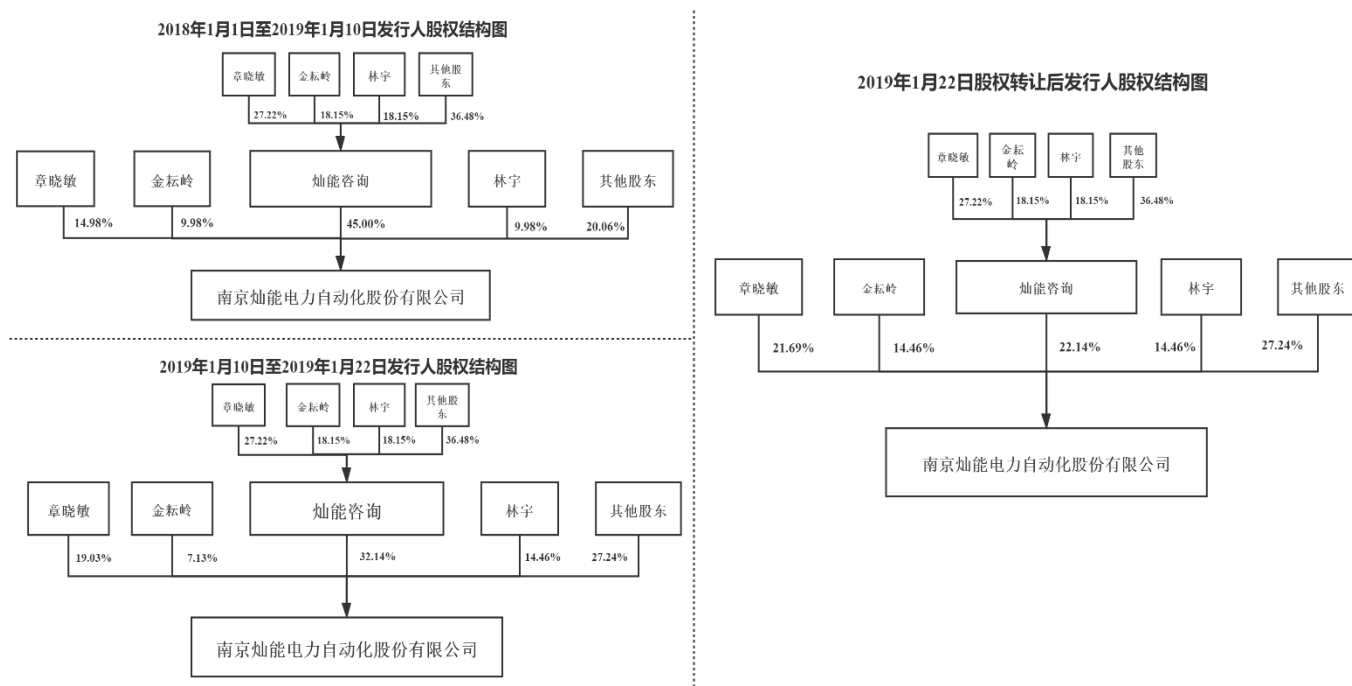 2018年1月1日至2019年1月10日发行人股权结构图
章晓敏
金耘岭
林宇
其他股
东
27.22%
18.15%
18.15%
36.48%
章晓敏
金耘岭
灿能咨询
林宇
其他股东
14.98%
9.98%
45.00%
9.98%
20.06%
南京灿能电力自动化股份有限公司
2019年1月10日至2019年1月22日发行人股权结构图
章晓敏
金耘岭
林宇
其他股
东
27.22%
18.15%
18.15%
36.48%
章晓敏
金耘岭
灿能咨询
林宇
其他股东
19.03%
7.13%
32.14%
14.46%
27.24%
南京灿能电力自动化股份有限公司
2019年1月22日股权转让后发行人股权结构图
章晓敏
金耘
岭
林宇
其他
股东
27.22%
18.15%
18.15%
36.48%
章晓敏
金耘岭
灿能咨询
林宇
其他股东
21.69%
14.46%
22.14%
14.46%
27.24%
南京灿能电力自动化股份有限公司